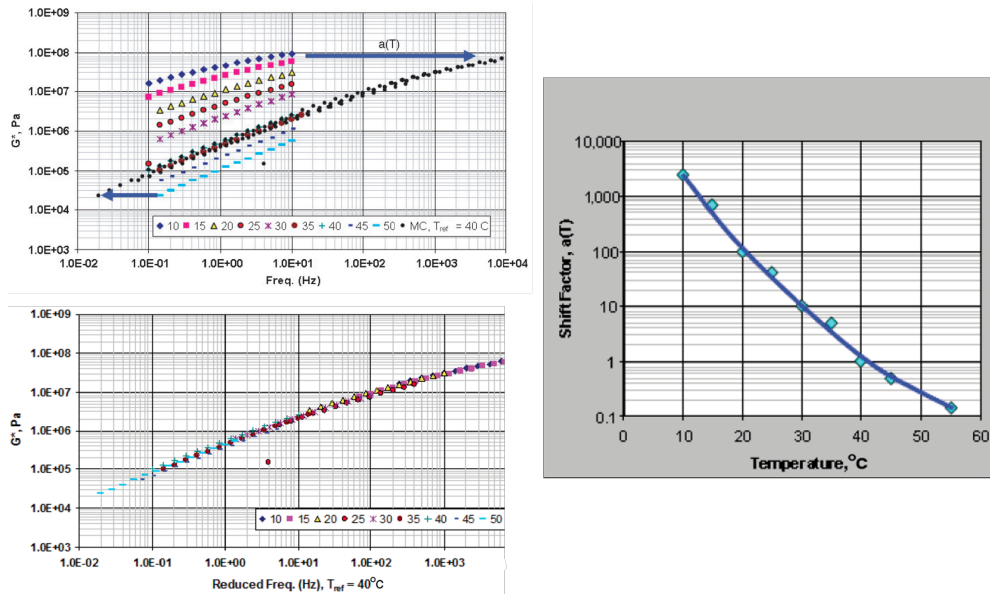 1.0E+09
1.0E+08
1.0E+07
1.0E+06
1.0E+05
1.0E+04
1.0E+03
G*, Pa
a(T)
10 15 20 25 30 35 40 45 50 MC, Tref = 40 C
1.0E-02 1.0E-01 1.0E+00 1.0E+01 1.0E+02 1.0E+03 1.0E+04
Freq. (Hz)
1.0E+09
1.0E+08
1.0E+07
1.0E+06
1.0E+05
1.0E+04
1.0E+03
G*, Pa
10 15 20 25 30 35 40 45 50
1.0E-02 1.0E-01 1.0E+00 1.0E+01 1.0E+02 1.0E+03
Reduced Freq. (Hz), Tref = 40°C
10,000
1,000
100
10
1
0.1
Shift Factor, a(T)
0 10 20 30 40 50 60
Temperature,°C